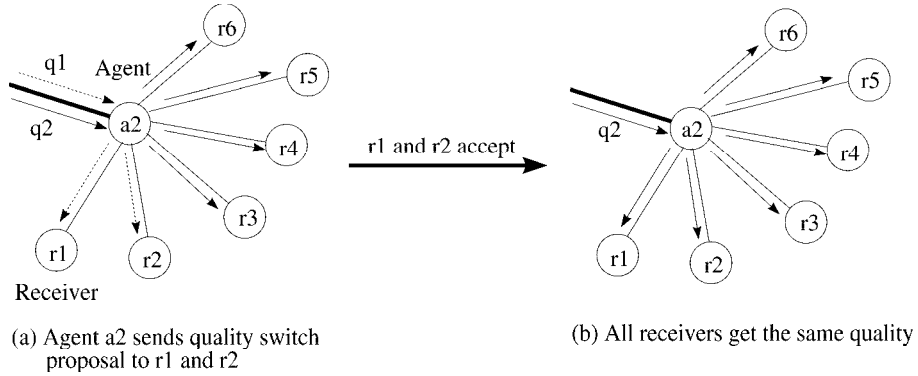 q1
Agent
r6
r5
a2
q2
r4
r3
r1
r2
Receiver
(a) Agent a2 sends quality switch
proposal to r1 and r2
r1 and r2 accept
r6
r5
a2
q2
r4
r3
r1
r2
(b) All receivers get the same quality